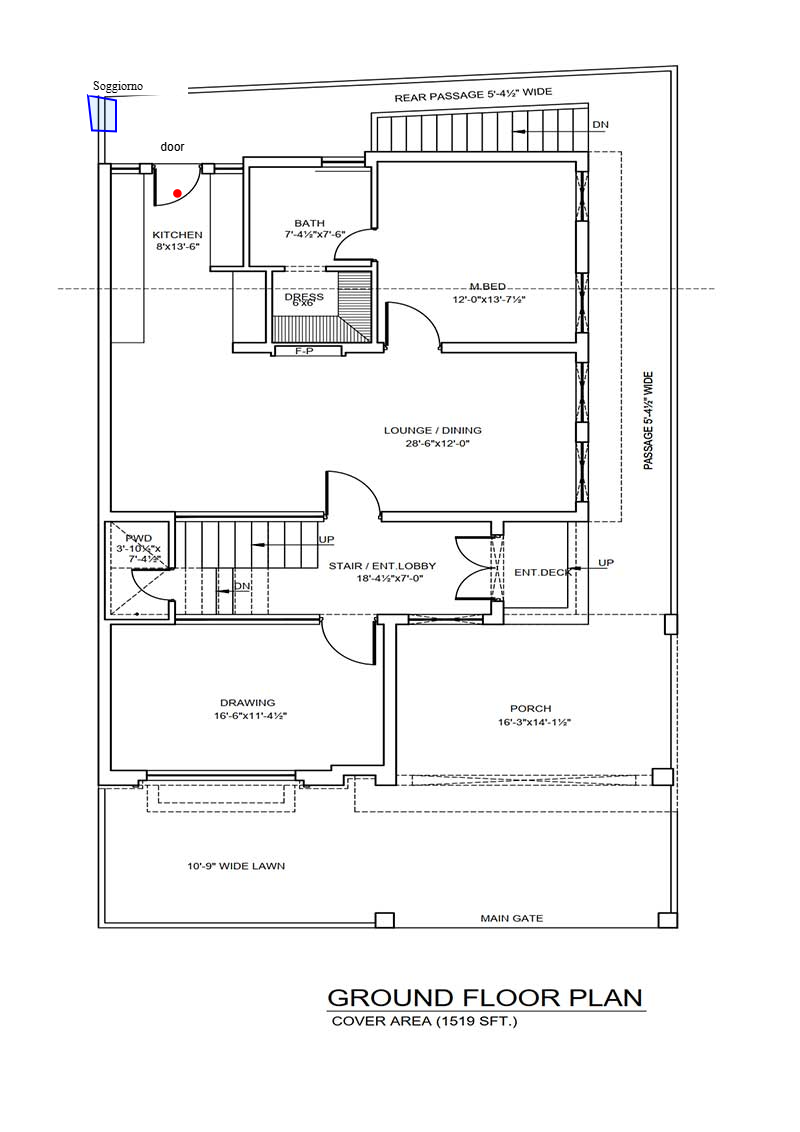 Soggiorno
REAR PASSAGE 5'-4½" WIDE
DN
door
BATH
7'-4½"x7'-6"
KITCHEN
8'x13'-6"
M.BED
12'-0"x13'-7½"
DRESS
6'x6'
F-P
PASSAGE 5'-4½" WIDE
LOUNGE / DINING
28'-6"x12'-0"
PWD
3'-10½"x
7'-4½"
UP
STAIR / ENT.LOBBY
18'-4½"x7'-0"
DN
ENT.DECK
UP
DRAWING
16'-6"x11'-4½"
PORCH
16'-3"x14'-1½"
10'-9" WIDE LAWN
MAIN GATE
GROUND FLOOR PLAN
COVER AREA (1519 SFT.)